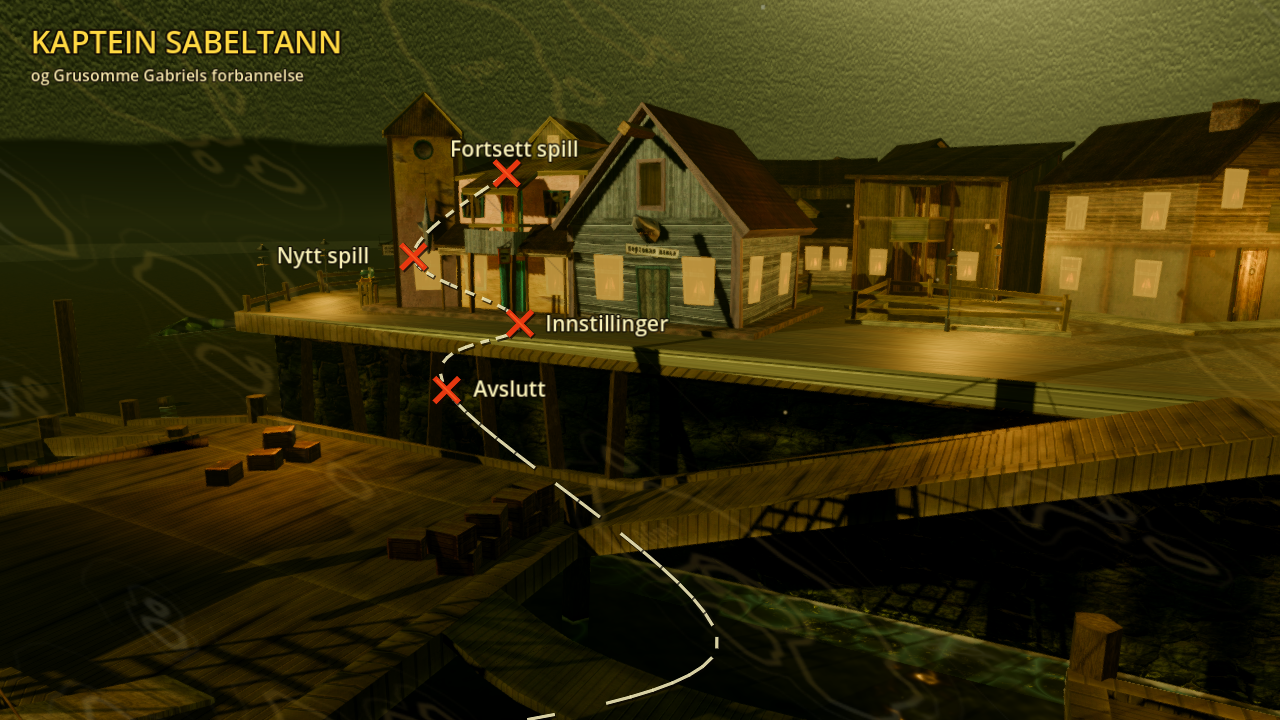 KAPTEIN SABELTANN
og Grusomme Gabriels forbannelse
Fortsett spill
Nytt spill
Innstillinger
Avslutt